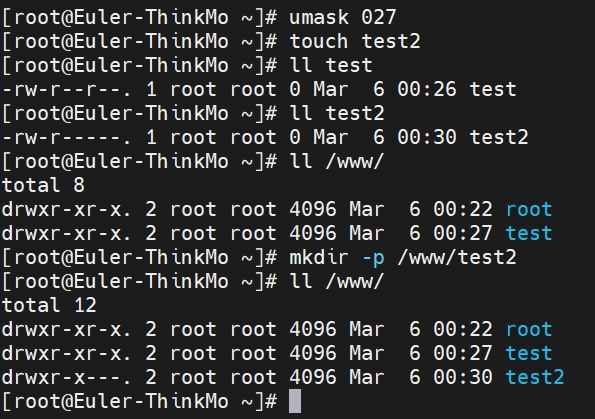 [root@Euler-ThinkMo ~]# umask 027
[root@Euler-ThinkMo ~]# touch test2
[root@Euler-ThinkMo ~]# ll test
-rw-r--r--. 1 root root 0 Mar  6 00:26 test
[root@Euler-ThinkMo ~]# ll test2
-rw-r-----. 1 root root 0 Mar  6 00:30 test2
[root@Euler-ThinkMo ~]# ll /www/
total 8
drwxr-xr-x. 2 root root 4096 Mar  6 00:22 root
drwxr-xr-x. 2 root root 4096 Mar  6 00:27 test
[root@Euler-ThinkMo ~]# mkdir -p /www/test2
[root@Euler-ThinkMo ~]# ll /www/
total 12
drwxr-xr-x. 2 root root 4096 Mar  6 00:22 root
drwxr-xr-x. 2 root root 4096 Mar  6 00:27 test
drwxr-x---. 2 root root 4096 Mar  6 00:30 test2
[root@Euler-ThinkMo ~]#